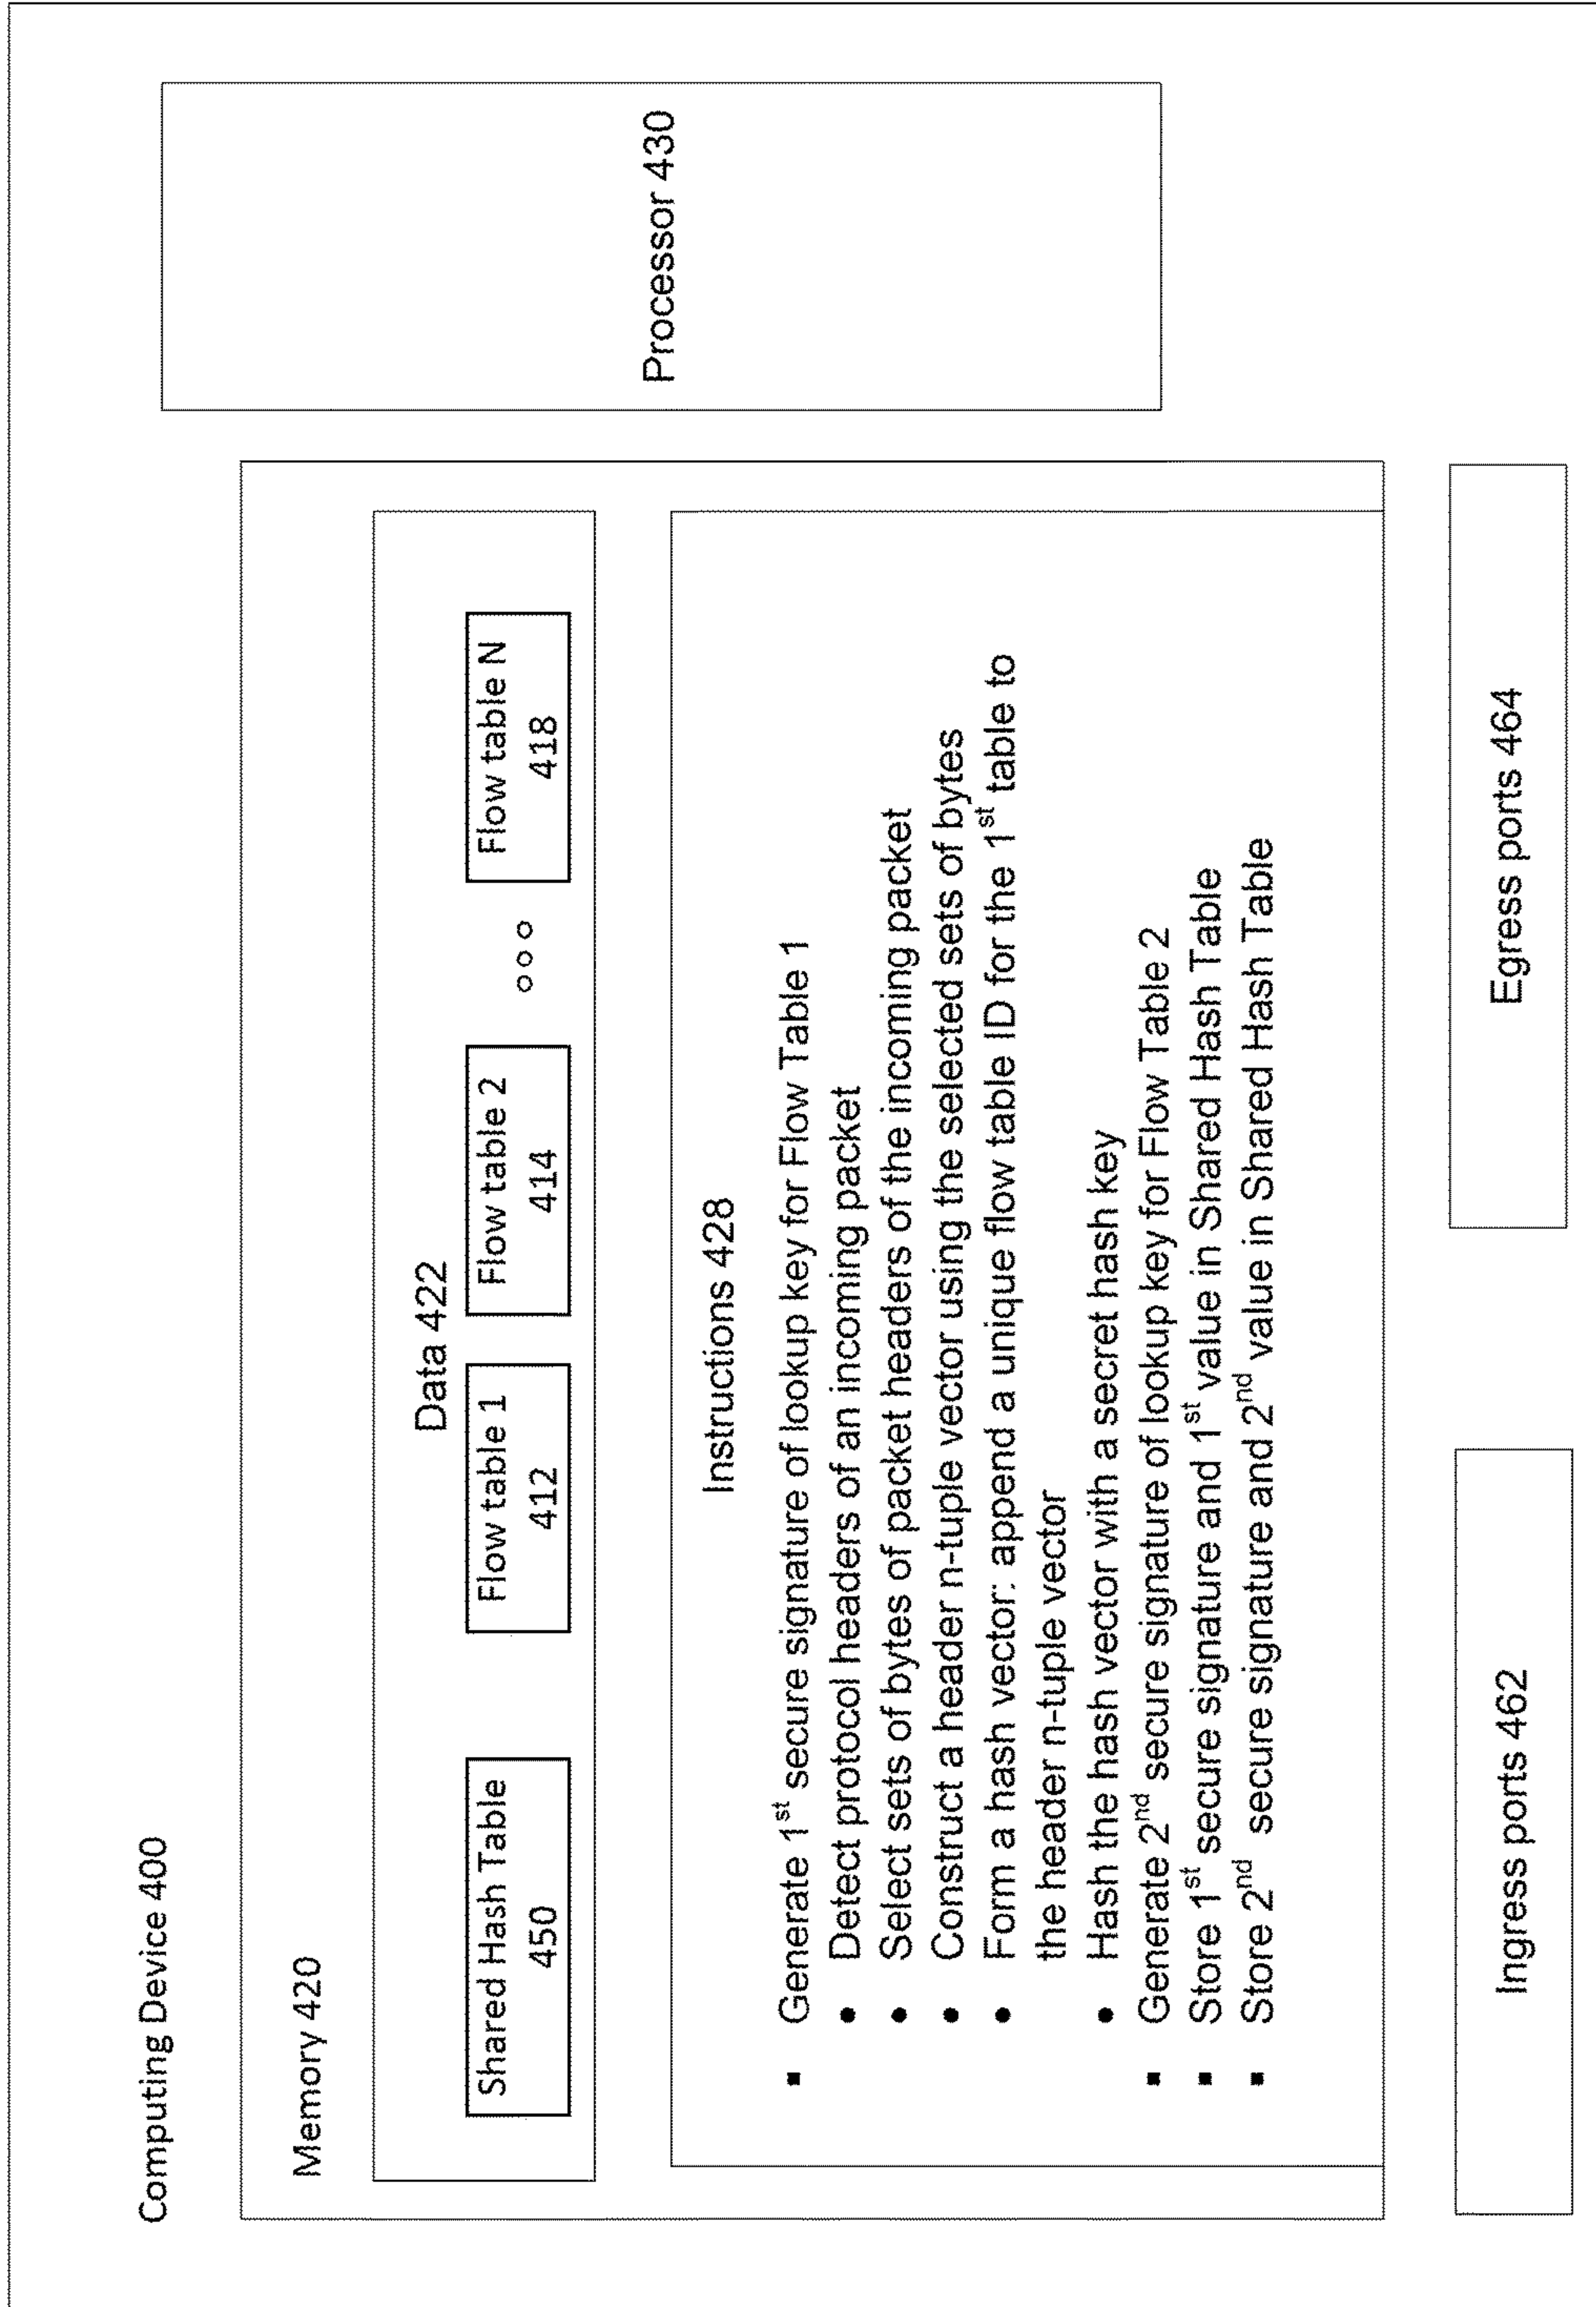 Computing Device 400
Memory 420
Data 422
Shared Hash Table
450
Flow table 1
412
Flow table 2
414
Flow table N
418
Instructions 428
▪ Generate 1st secure signature of lookup key for Flow Table 1
• Detect protocol headers of an incoming packet
• Select sets of bytes of packet headers of the incoming packet
• Construct a header n-tuple vector using the selected sets of bytes
• Form a hash vector: append a unique flow table ID for the 1st table to
the header n-tuple vector
• Hash the hash vector with a secret hash key
▪ Generate 2nd secure signature of lookup key for Flow Table 2
▪ Store 1st secure signature and 1st value in Shared Hash Table
▪ Store 2nd secure signature and 2nd value in Shared Hash Table
Processor 430
Ingress ports 462
Egress ports 464